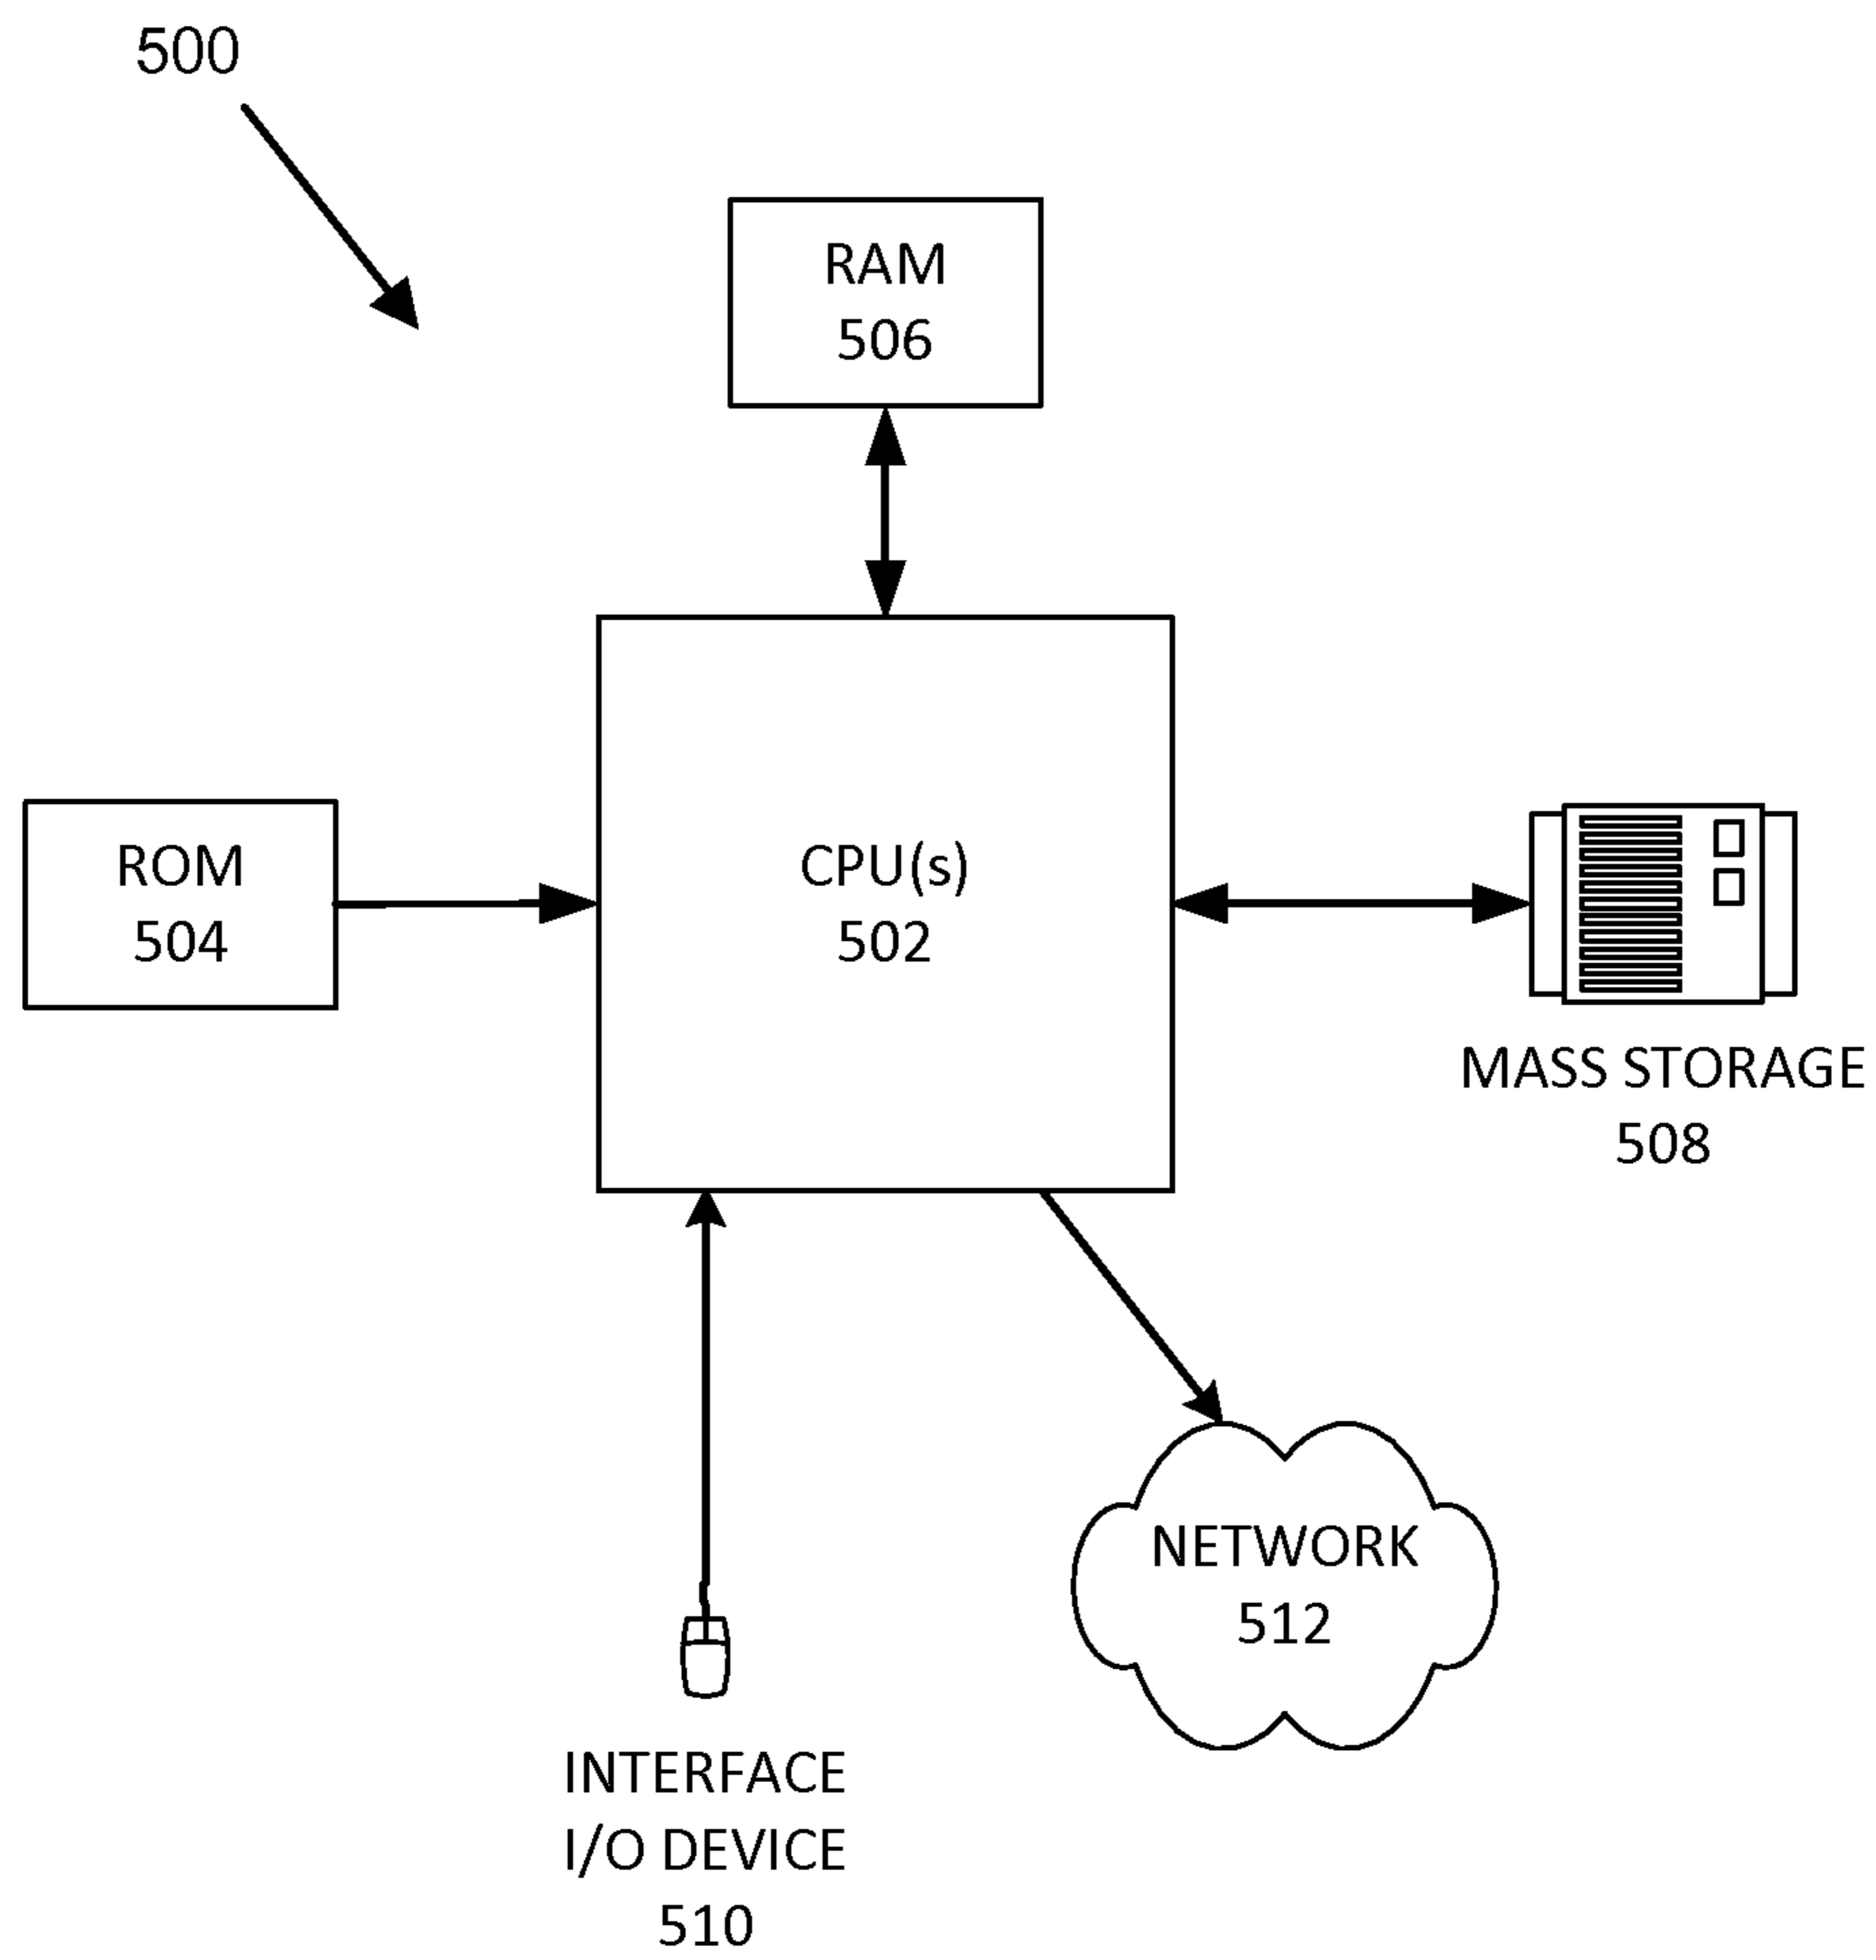 500
RAM
506
ROM
504
CPU(s)
502
MASS STORAGE
508
NETWORK
512
INTERFACE
I/O DEVICE
510